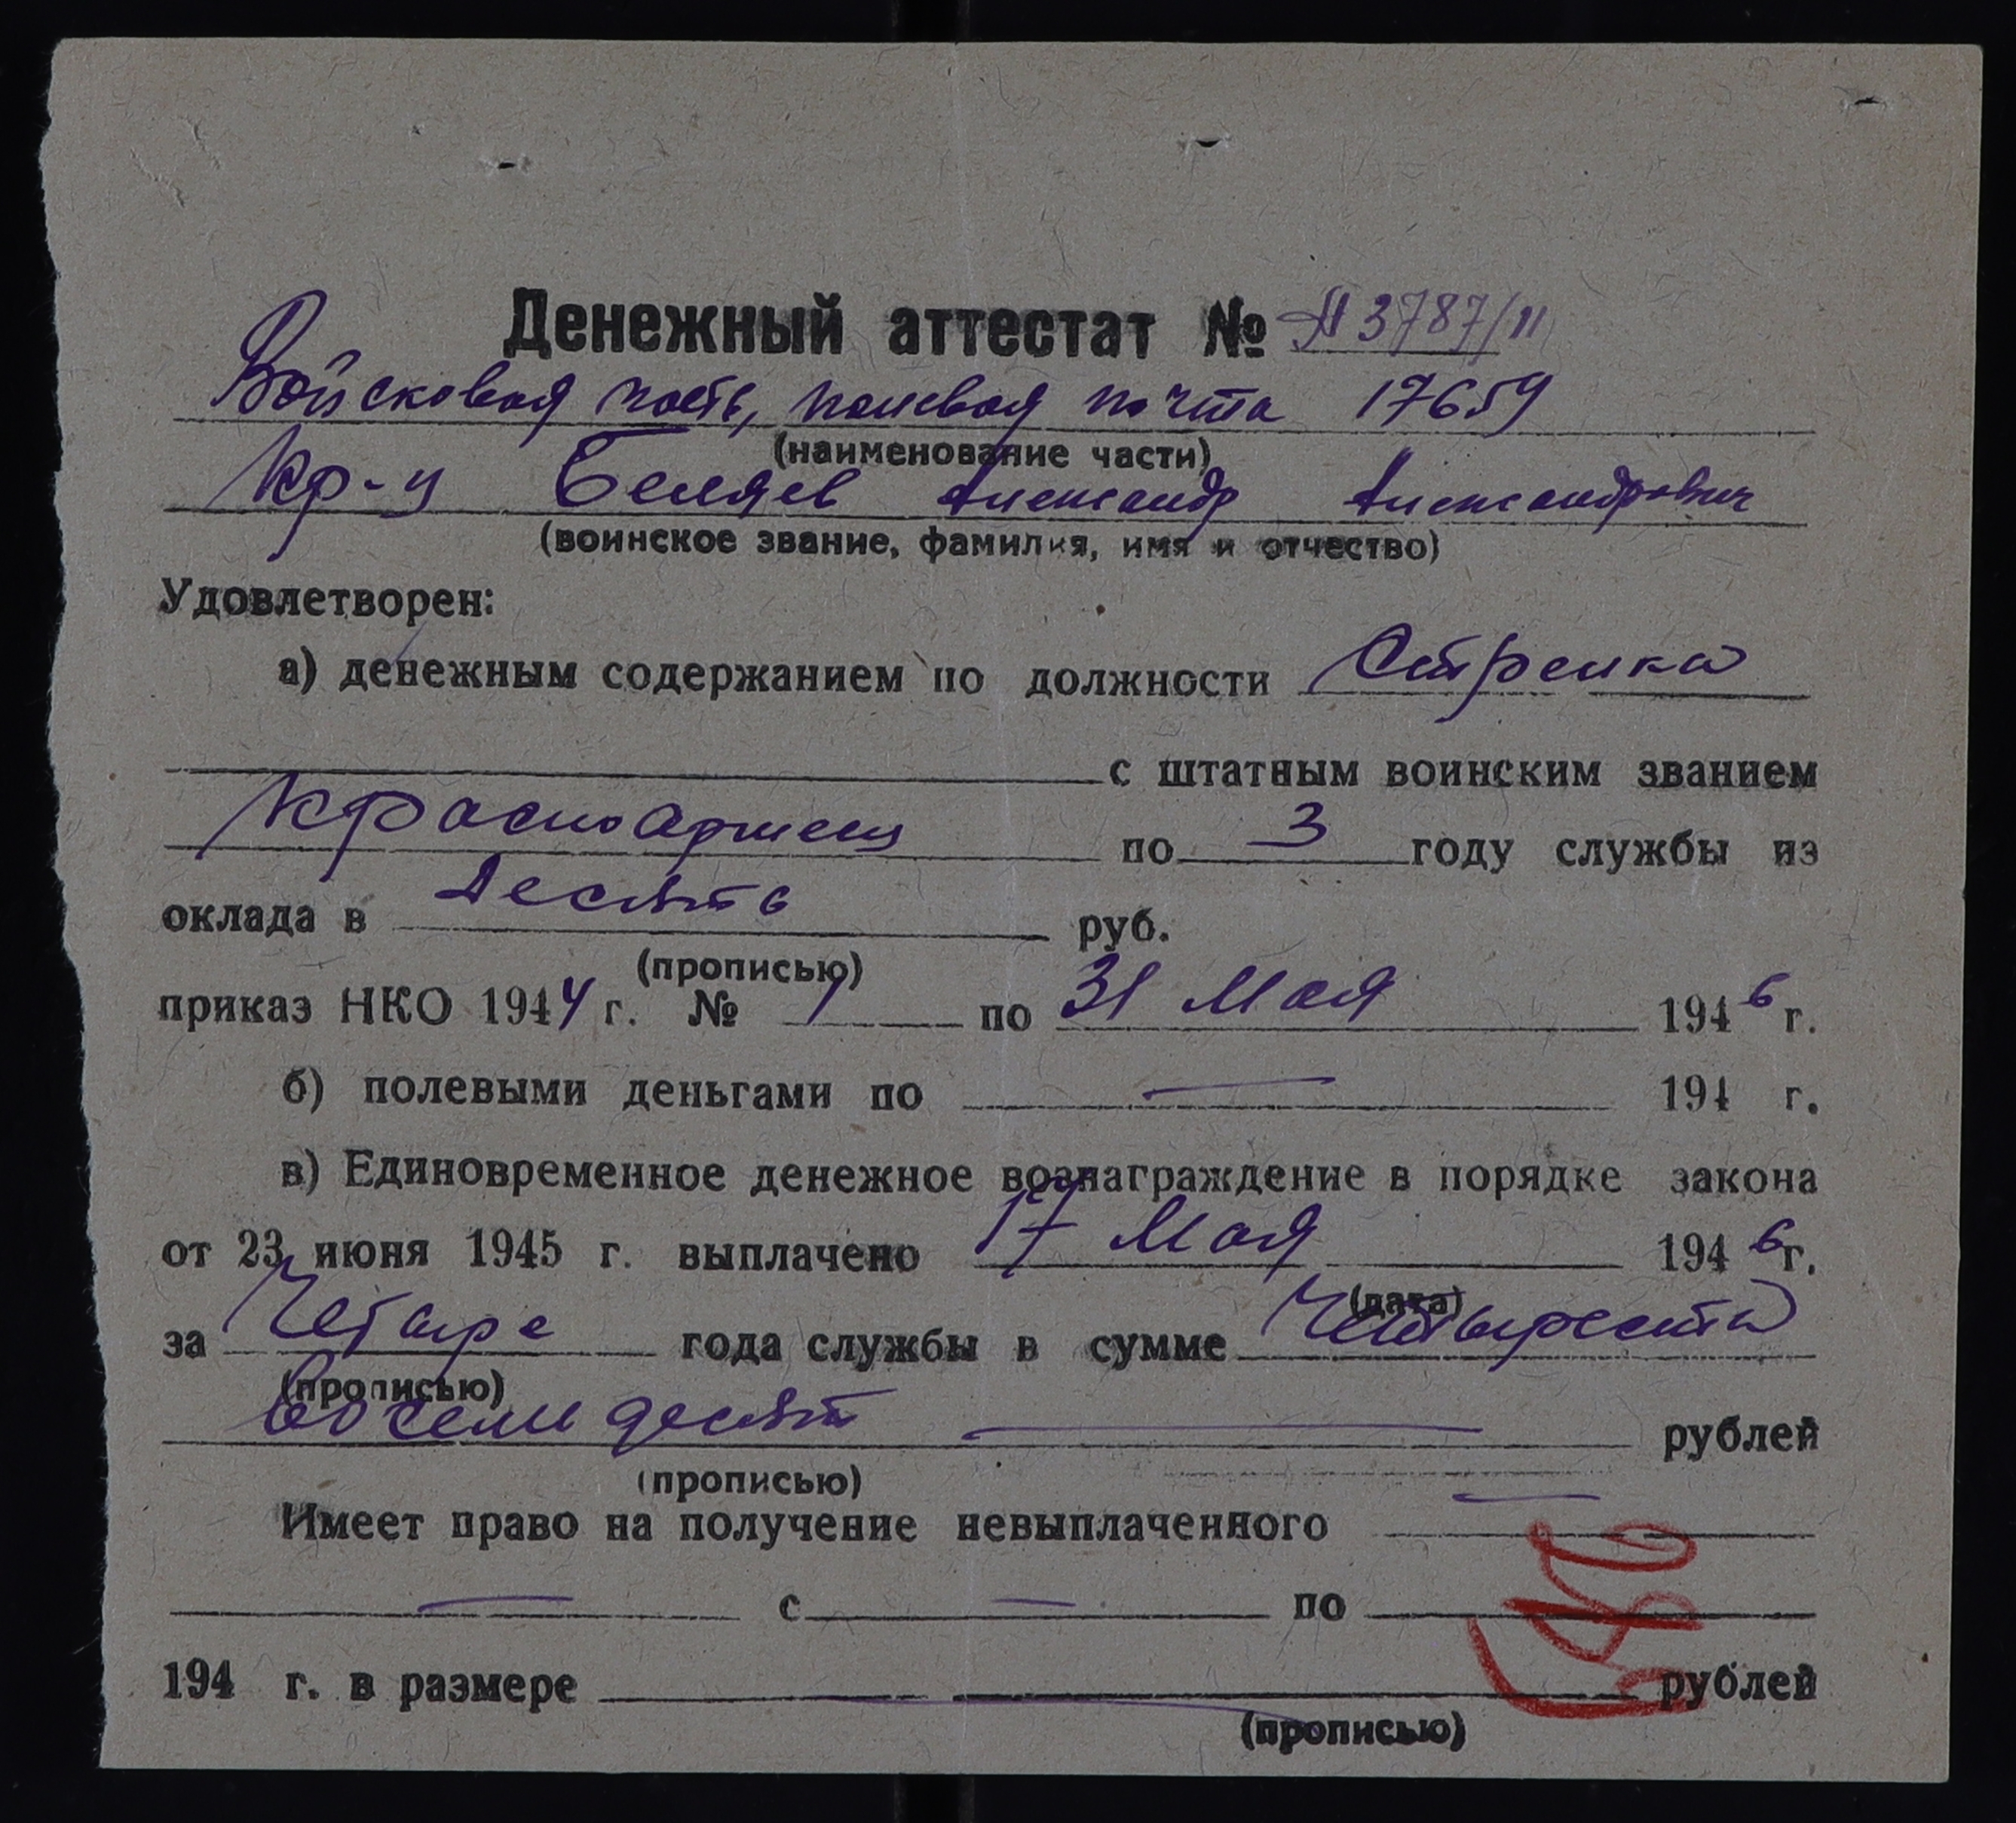 Денежный аттестат № 3787/11
Войсковая часть, полевая почта 17659
(наименование части)
Кр-ц Беляев Александр Александрович
(воинское звание, фамилия, имя и отчество)
Удовлетворен:
а) денежным содержанием по должности Стрелка
с штатным воинским званием
красноармеец по 3 году службы из
оклада в Десять руб.
(прописью)
приказ НКО 1944 г. № 1 по 31 Мая 1946 г.
б) полевыми деньгами по — 194 г.
в) Единовременное денежное вознаграждение в порядке закона
от 23 июня 1945 г. выплачено 17 Мая 1946 г.
(дата)
за Четыре года службы в сумме Четыреста
(прописью)
восемьдесят — рублей
(прописью)
Имеет право на получение невыплаченного —
— с — по
194 г. в размере — рублей
(прописью)